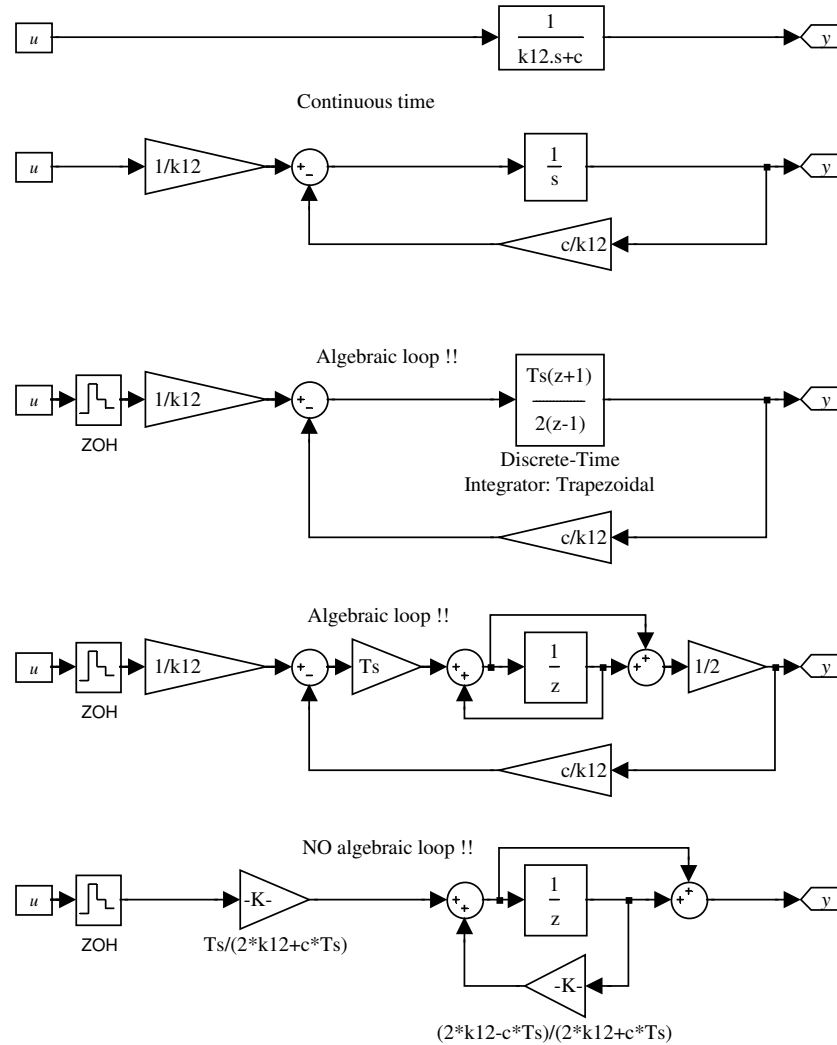 u
1
k12.s+c
y
Continuous time
u
1/k12
+
-
1
s
y
c/k12
Algebraic loop !!
u
ZOH
1/k12
+
-
Ts(z+1)
2(z-1)
y
Discrete-Time
Integrator: Trapezoidal
c/k12
Algebraic loop !!
u
ZOH
1/k12
+
-
Ts
+
+
1
z
+
+
1/2
y
c/k12
NO algebraic loop !!
u
ZOH
-K-
Ts/(2*k12+c*Ts)
+
+
1
z
+
+
y
-K-
(2*k12-c*Ts)/(2*k12+c*Ts)